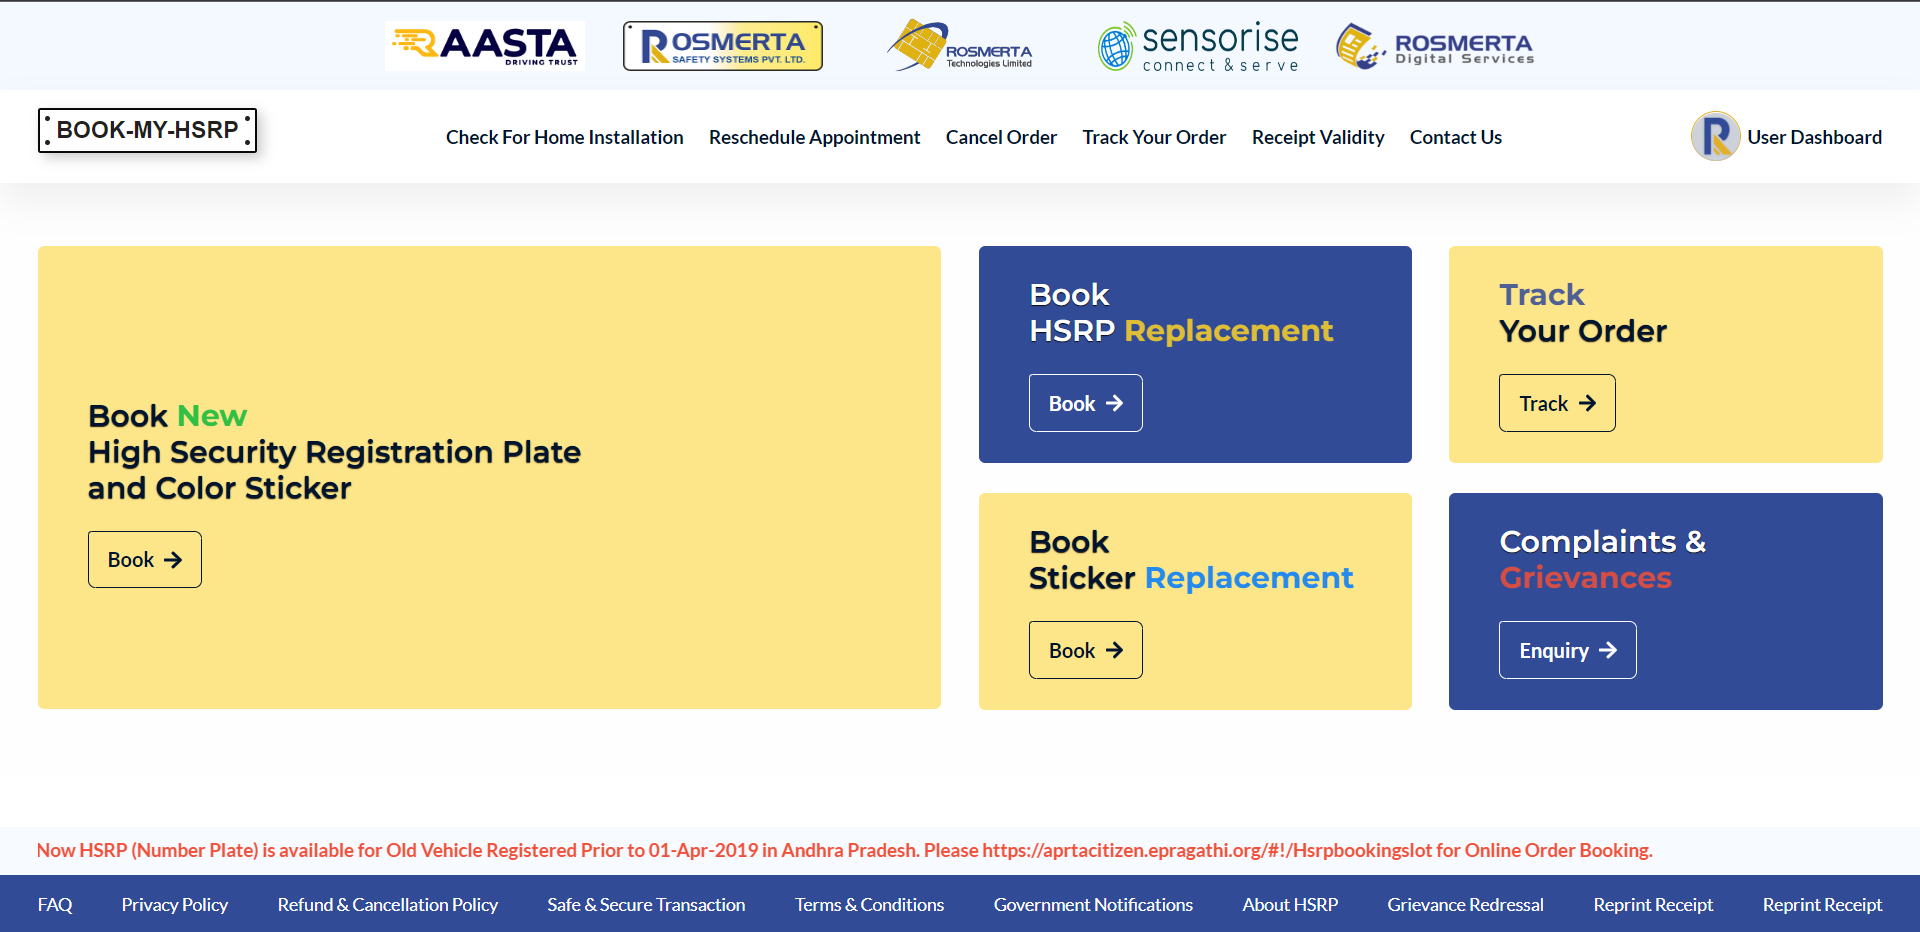 RAASTA
DRIVING TRUST
ROSMERTA
SAFETY SYSTEMS PVT. LTD.
ROSMERTA
Technologies Limited
sensorise
connect & serve
ROSMERTA
Digital Services
BOOK-MY-HSRP
Check For Home Installation
Reschedule Appointment
Cancel Order
Track Your Order
Receipt Validity
Contact Us
R
User Dashboard
Book New
High Security Registration Plate
and Color Sticker
Book
Book
HSRP Replacement
Book
Track
Your Order
Track
Book
Sticker Replacement
Book
Complaints &
Grievances
Enquiry
Now HSRP (Number Plate) is available for Old Vehicle Registered Prior to 01-Apr-2019 in Andhra Pradesh. Please https://aprtacitizen.epragathi.org/#!/Hsrpbookingslot for Online Order Booking.
FAQ
Privacy Policy
Refund & Cancellation Policy
Safe & Secure Transaction
Terms & Conditions
Government Notifications
About HSRP
Grievance Redressal
Reprint Receipt
Reprint Receipt